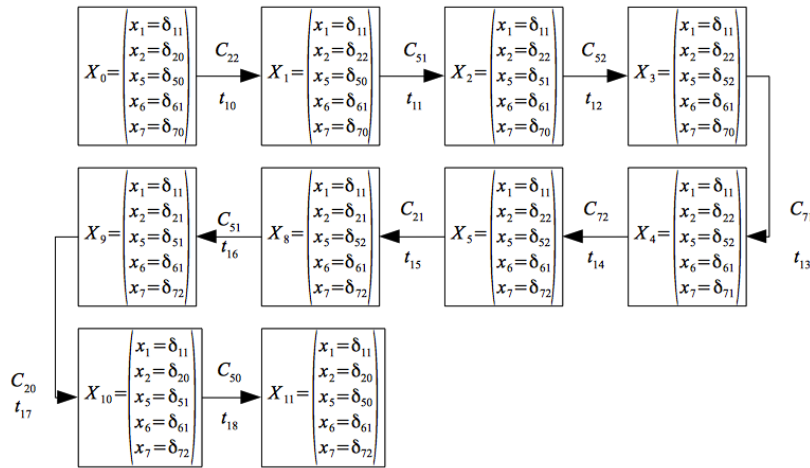 X₀=
x₁=δ₁₁
x₂=δ₂₀
x₅=δ₅₀
x₆=δ₆₁
x₇=δ₇₀
C₂₂
t₁₀
X₁=
x₁=δ₁₁
x₂=δ₂₂
x₅=δ₅₀
x₆=δ₆₁
x₇=δ₇₀
C₅₁
t₁₁
X₂=
x₁=δ₁₁
x₂=δ₂₂
x₅=δ₅₁
x₆=δ₆₁
x₇=δ₇₀
C₅₂
t₁₂
X₃=
x₁=δ₁₁
x₂=δ₂₂
x₅=δ₅₂
x₆=δ₆₁
x₇=δ₇₀
C₇₁
t₁₃
X₄=
x₁=δ₁₁
x₂=δ₂₂
x₅=δ₅₂
x₆=δ₆₁
x₇=δ₇₁
C₇₂
t₁₄
X₅=
x₁=δ₁₁
x₂=δ₂₂
x₅=δ₅₂
x₆=δ₆₁
x₇=δ₇₂
C₂₁
t₁₅
X₈=
x₁=δ₁₁
x₂=δ₂₁
x₅=δ₅₂
x₆=δ₆₁
x₇=δ₇₂
C₅₁
t₁₆
X₉=
x₁=δ₁₁
x₂=δ₂₁
x₅=δ₅₁
x₆=δ₆₁
x₇=δ₇₂
C₂₀
t₁₇
X₁₀=
x₁=δ₁₁
x₂=δ₂₀
x₅=δ₅₁
x₆=δ₆₁
x₇=δ₇₂
C₅₀
t₁₈
X₁₁=
x₁=δ₁₁
x₂=δ₂₀
x₅=δ₅₀
x₆=δ₆₁
x₇=δ₇₂